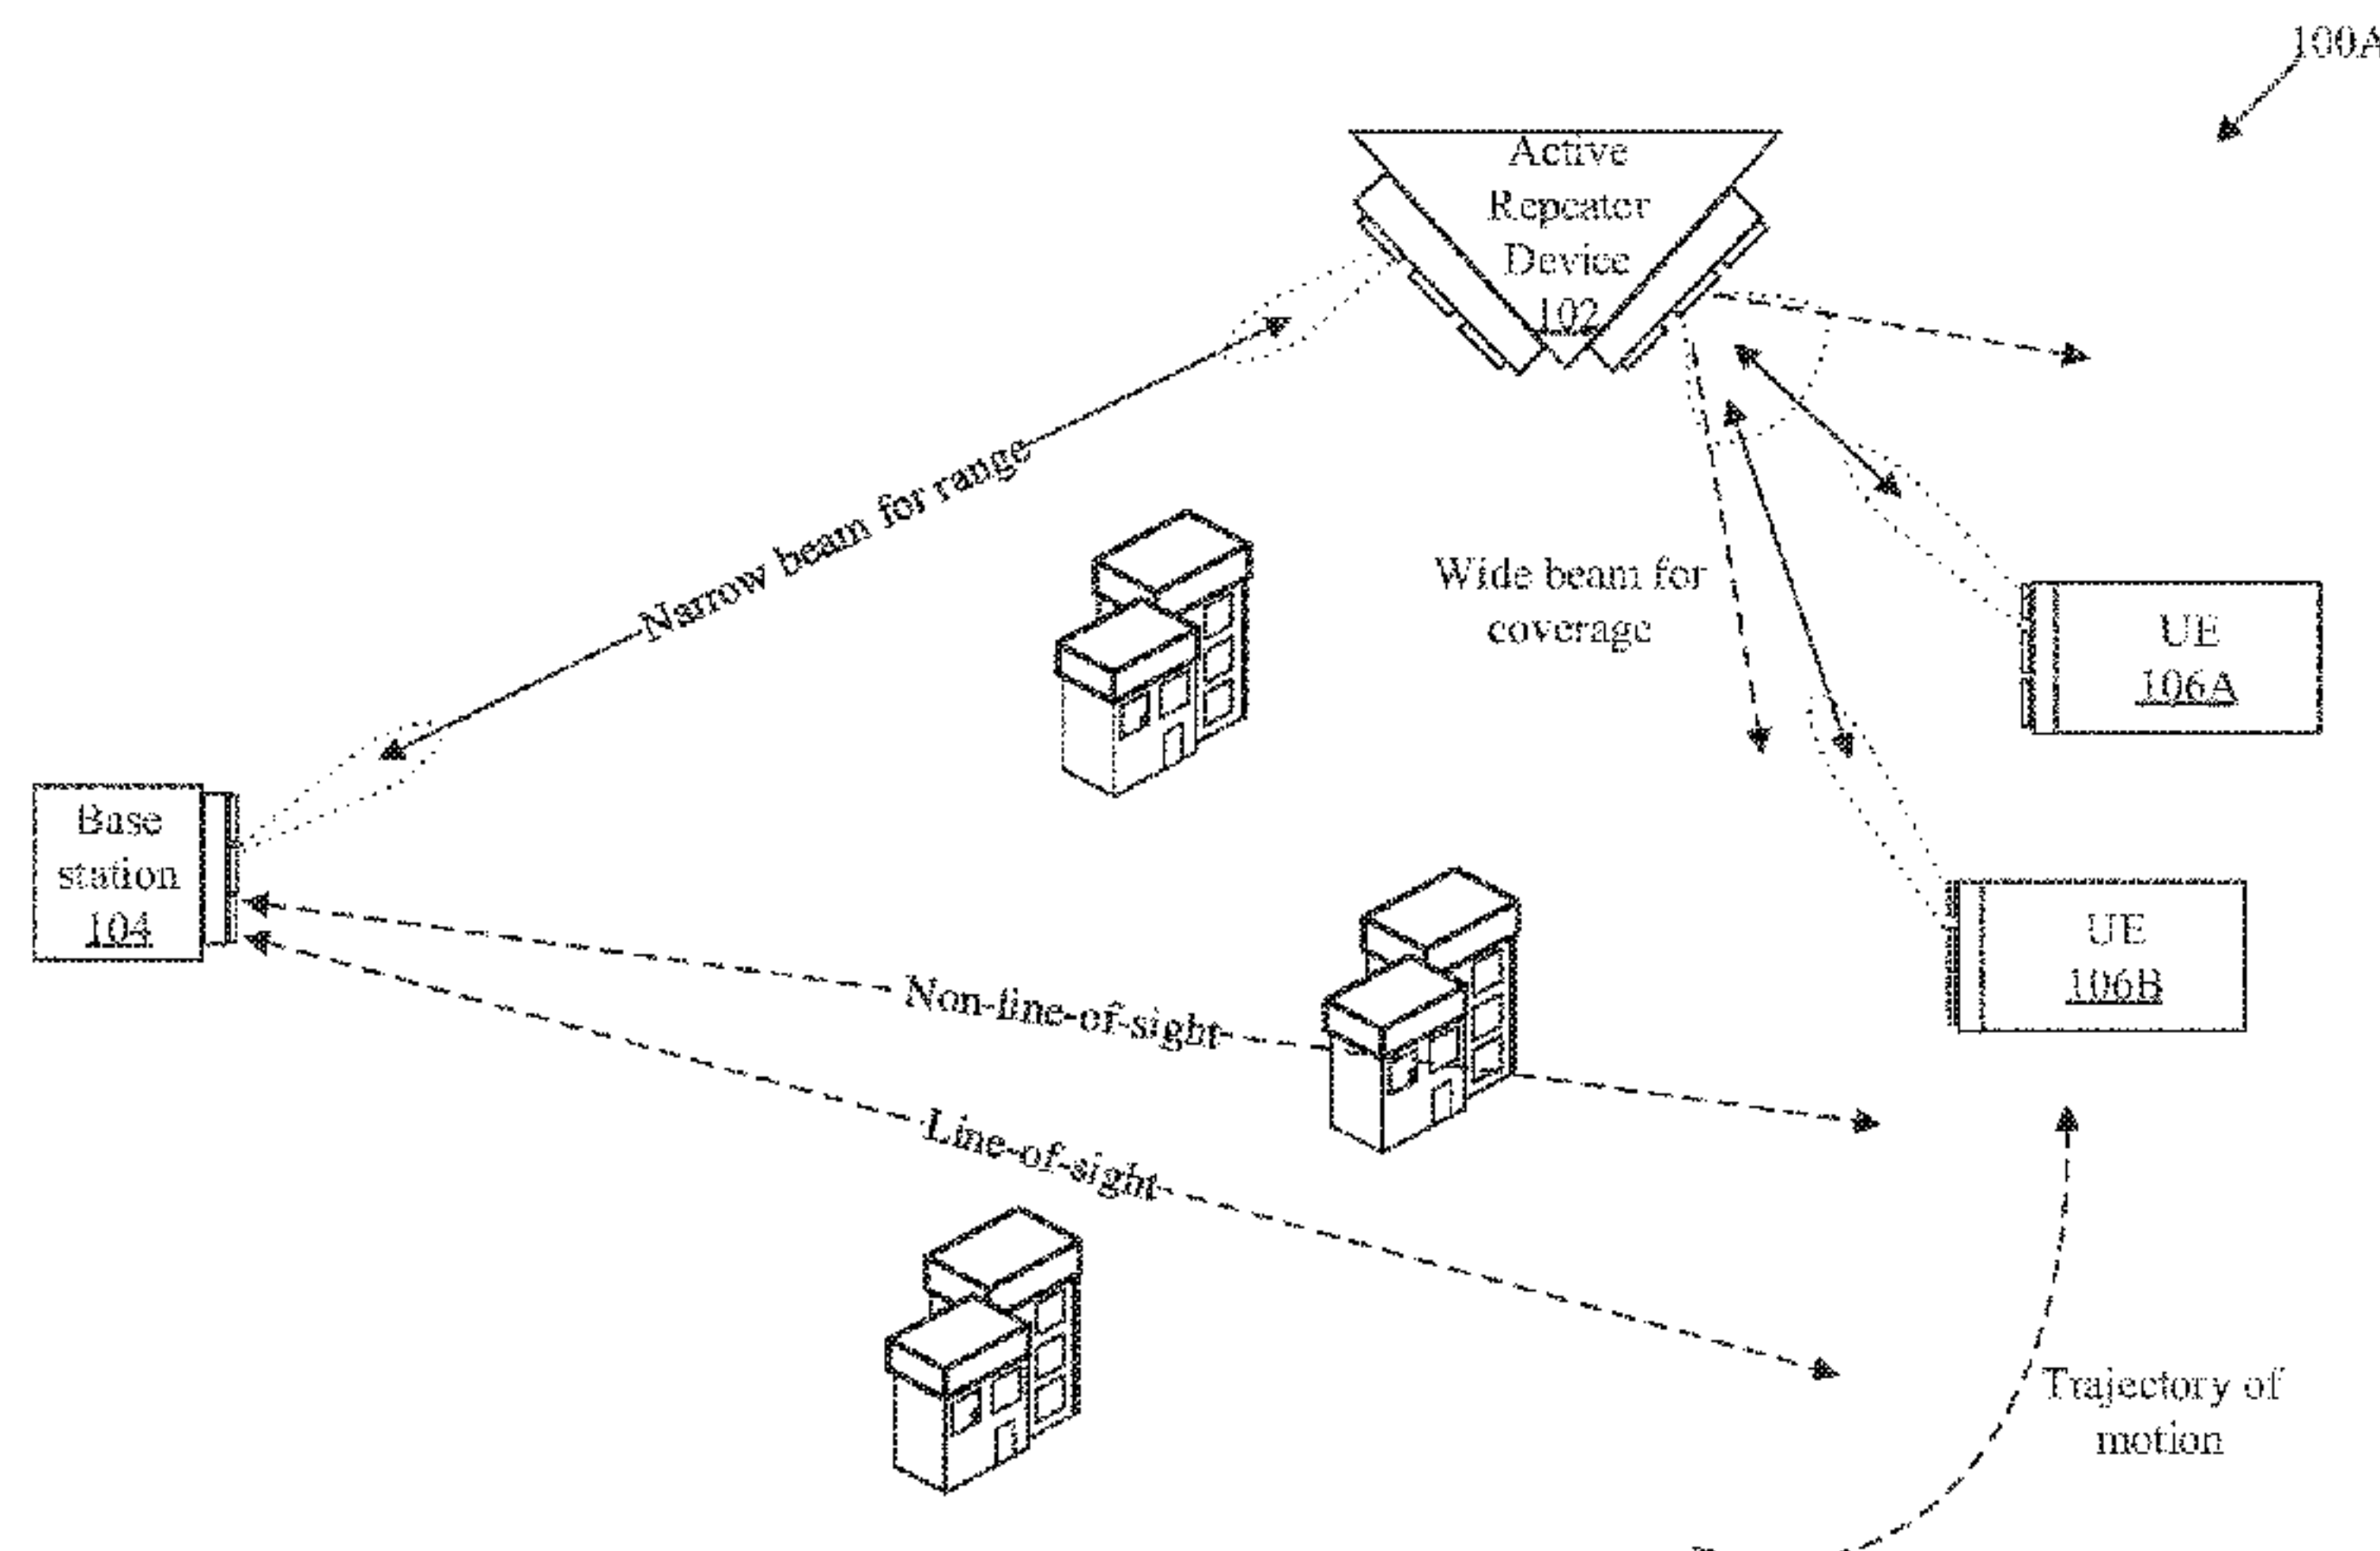 100A
Active
Repeater
Device
102
Narrow beam for range
Wide beam for
coverage
UE
106A
Base
station
104
UE
106B
Non-line-of-sight
Line-of-sight
Trajectory of
motion